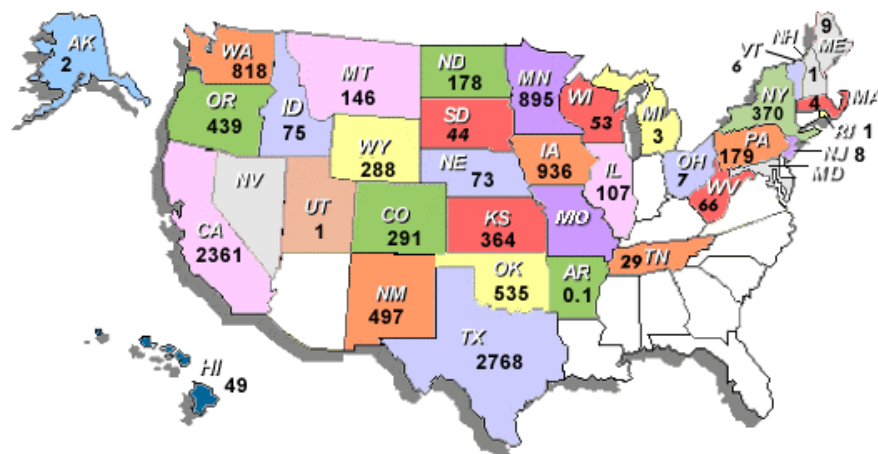 AK
2
WA
818
OR
439
CA
2361
NV
ID
75
MT
146
WY
288
UT
1
CO
291
NM
497
ND
178
SD
44
NE
73
KS
364
OK
535
TX
2768
MN
895
IA
936
MO
AR
0.1
WI
53
IL
107
MI
3
OH
7
TN
29
WV
66
PA
179
NY
370
VT
6
NH
1
ME
9
MA
4
RI 1
NJ 8
MD
HI
49